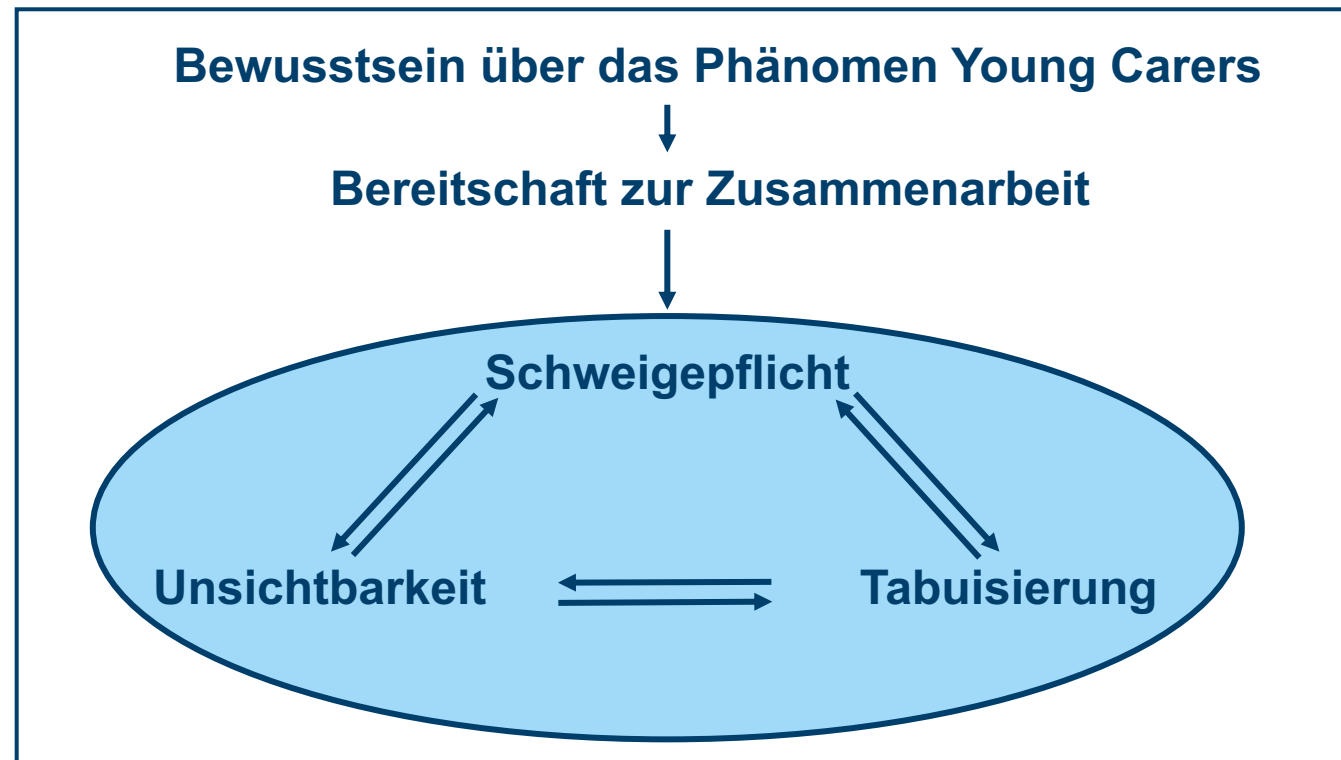 Bewusstsein über das Phänomen Young Carers
Bereitschaft zur Zusammenarbeit
Schweigepflicht
Unsichtbarkeit
Tabuisierung